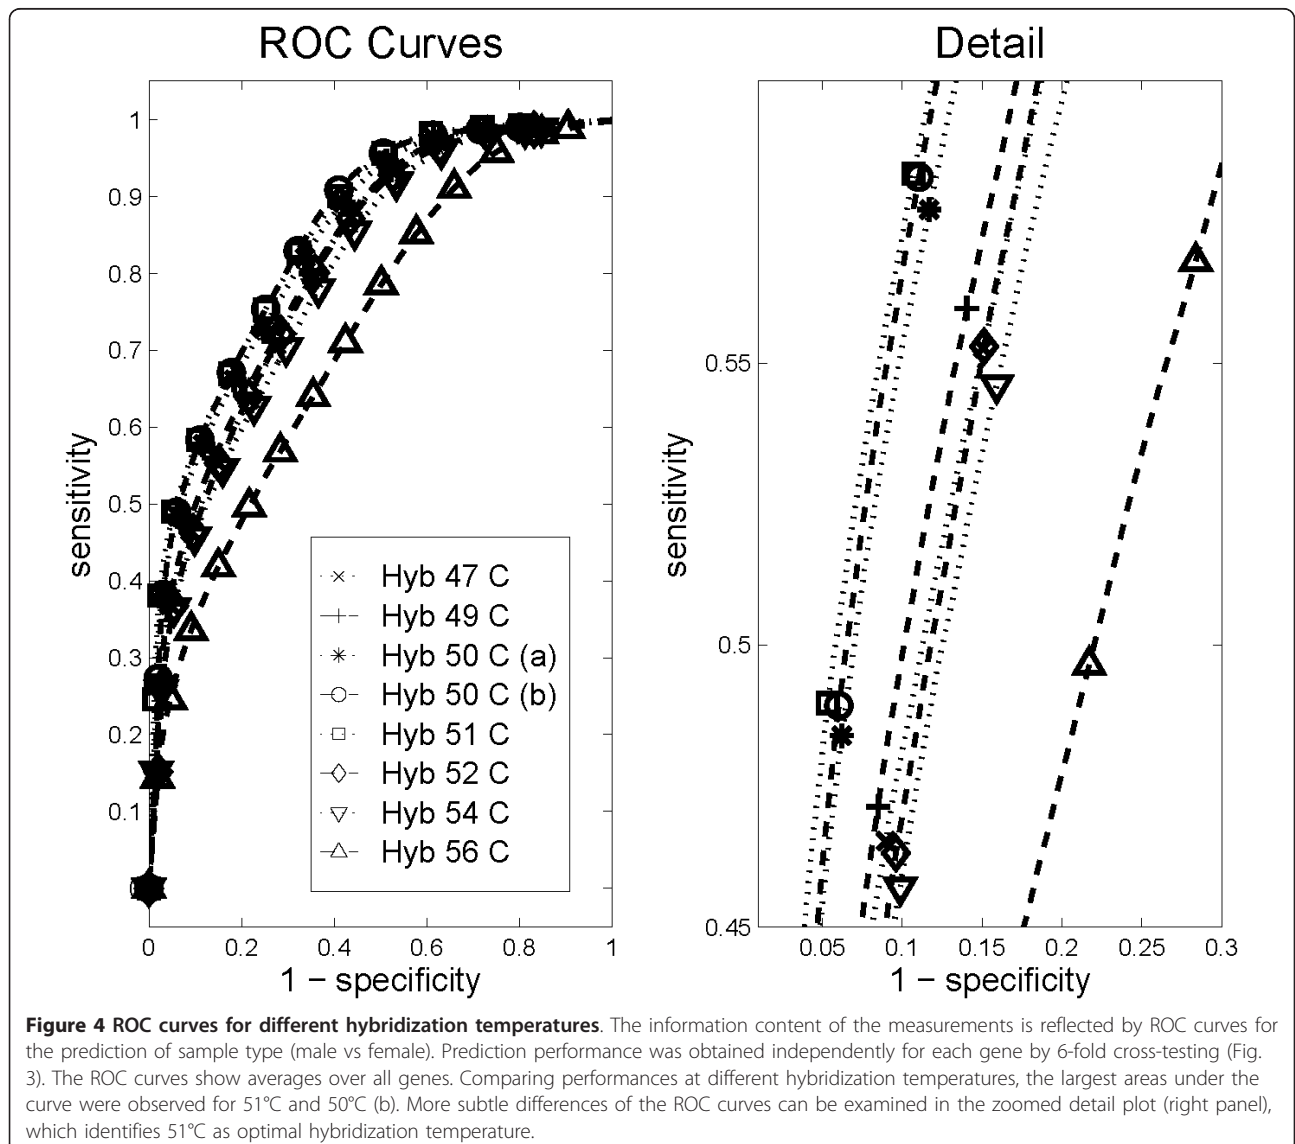 ROC Curves
1
0.9
0.8
0.7
0.6
0.5
0.4
0.3
0.2
0.1
sensitivity
0 0.2 0.4 0.6 0.8 1
1 − specificity
Hyb 47 C
Hyb 49 C
Hyb 50 C (a)
Hyb 50 C (b)
Hyb 51 C
Hyb 52 C
Hyb 54 C
Hyb 56 C
Detail
0.55
0.5
0.45
sensitivity
0.05 0.1 0.15 0.2 0.25 0.3
1 − specificity
Figure 4 ROC curves for different hybridization temperatures. The information content of the measurements is reflected by ROC curves for
the prediction of sample type (male vs female). Prediction performance was obtained independently for each gene by 6-fold cross-testing (Fig.
3). The ROC curves show averages over all genes. Comparing performances at different hybridization temperatures, the largest areas under the
curve were observed for 51°C and 50°C (b). More subtle differences of the ROC curves can be examined in the zoomed detail plot (right panel),
which identifies 51°C as optimal hybridization temperature.